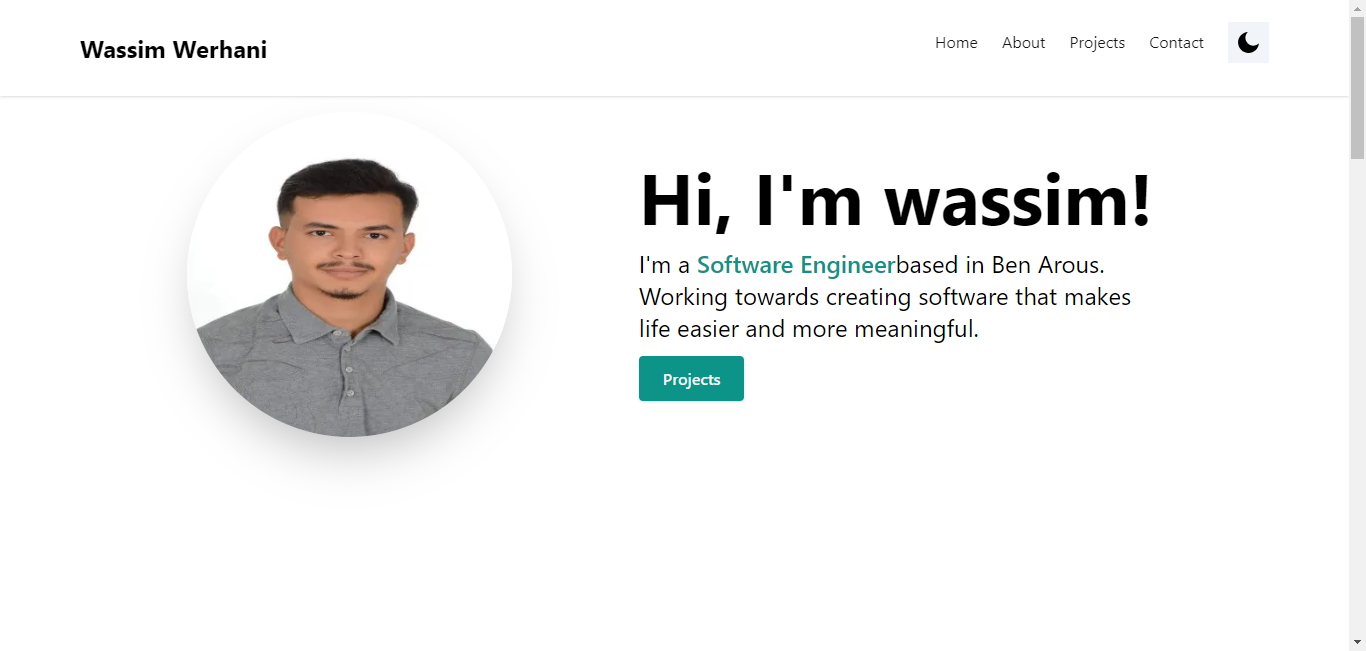 Wassim Werhani
Home About Projects Contact
Hi, I'm wassim!
I'm a Software Engineerbased in Ben Arous.
Working towards creating software that makes
life easier and more meaningful.
Projects